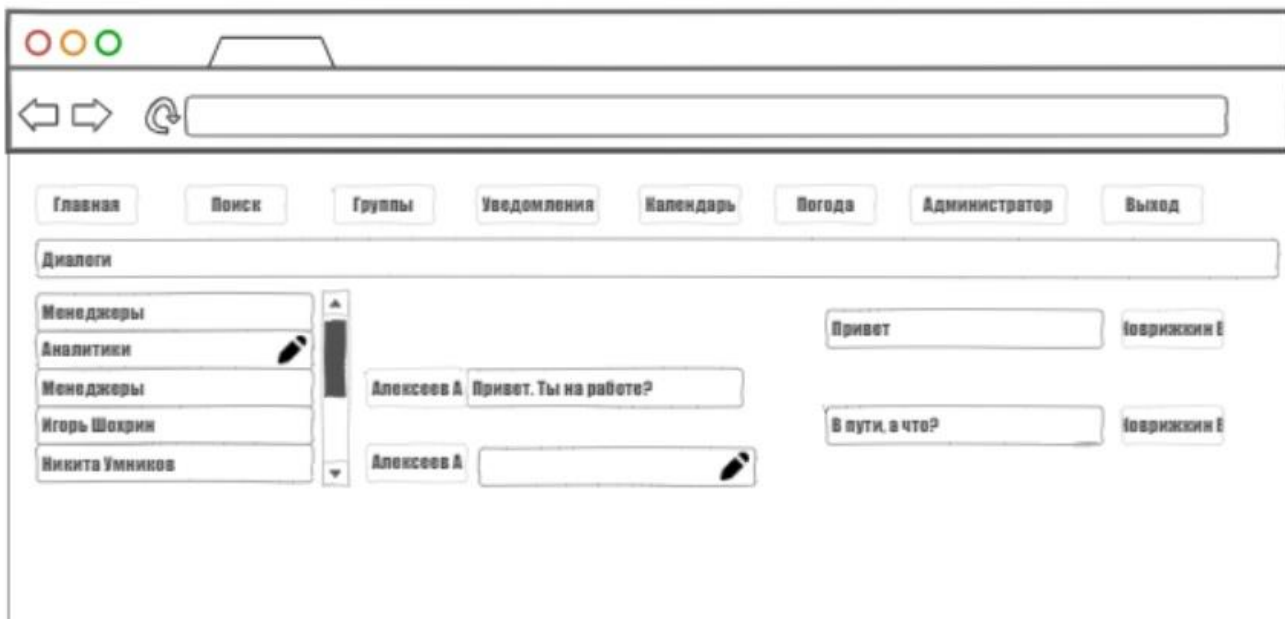 Главная Поиск Группы Уведомления Календарь Погода Администратор Выход
Диалоги
Менеджеры
Аналитики
Менеджеры
Игорь Шохрин
Никита Умников
Привет
Алексеев А Привет. Ты на работе?
В пути, а что?
Алексеев А